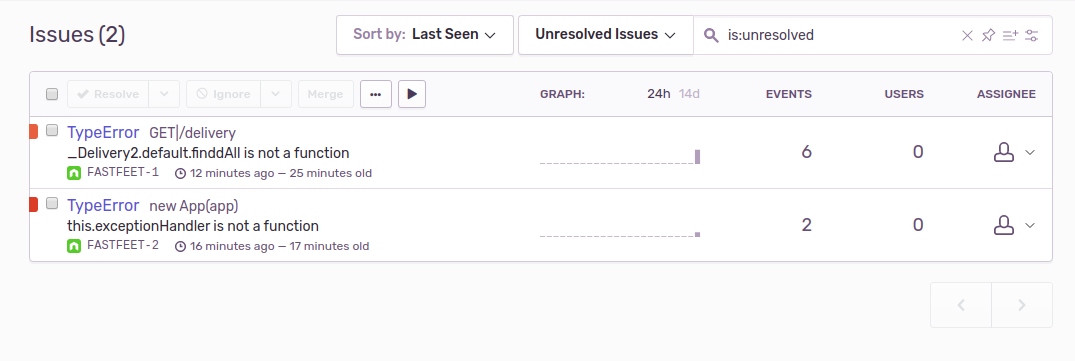 Issues (2)
Sort by: Last Seen
Unresolved Issues
is:unresolved
Resolve
Ignore
Merge
GRAPH:
24h 14d
EVENTS
USERS
ASSIGNEE
TypeError GET|/delivery
_Delivery2.default.finddAll is not a function
FASTFEET-1 12 minutes ago — 25 minutes old
6
0
TypeError new App(app)
this.exceptionHandler is not a function
FASTFEET-2 16 minutes ago — 17 minutes old
2
0